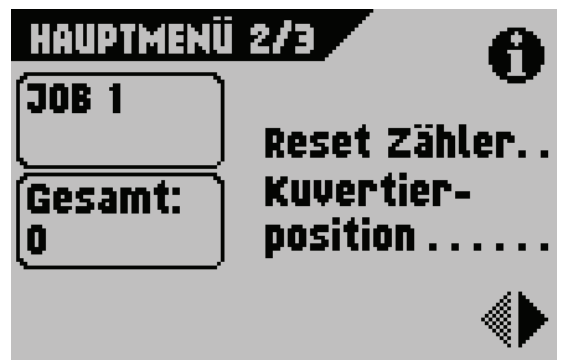 HAUPTMENÜ 2/3
JOB 1
Reset Zähler..
Gesamt:
0
Kuvertier-
position......